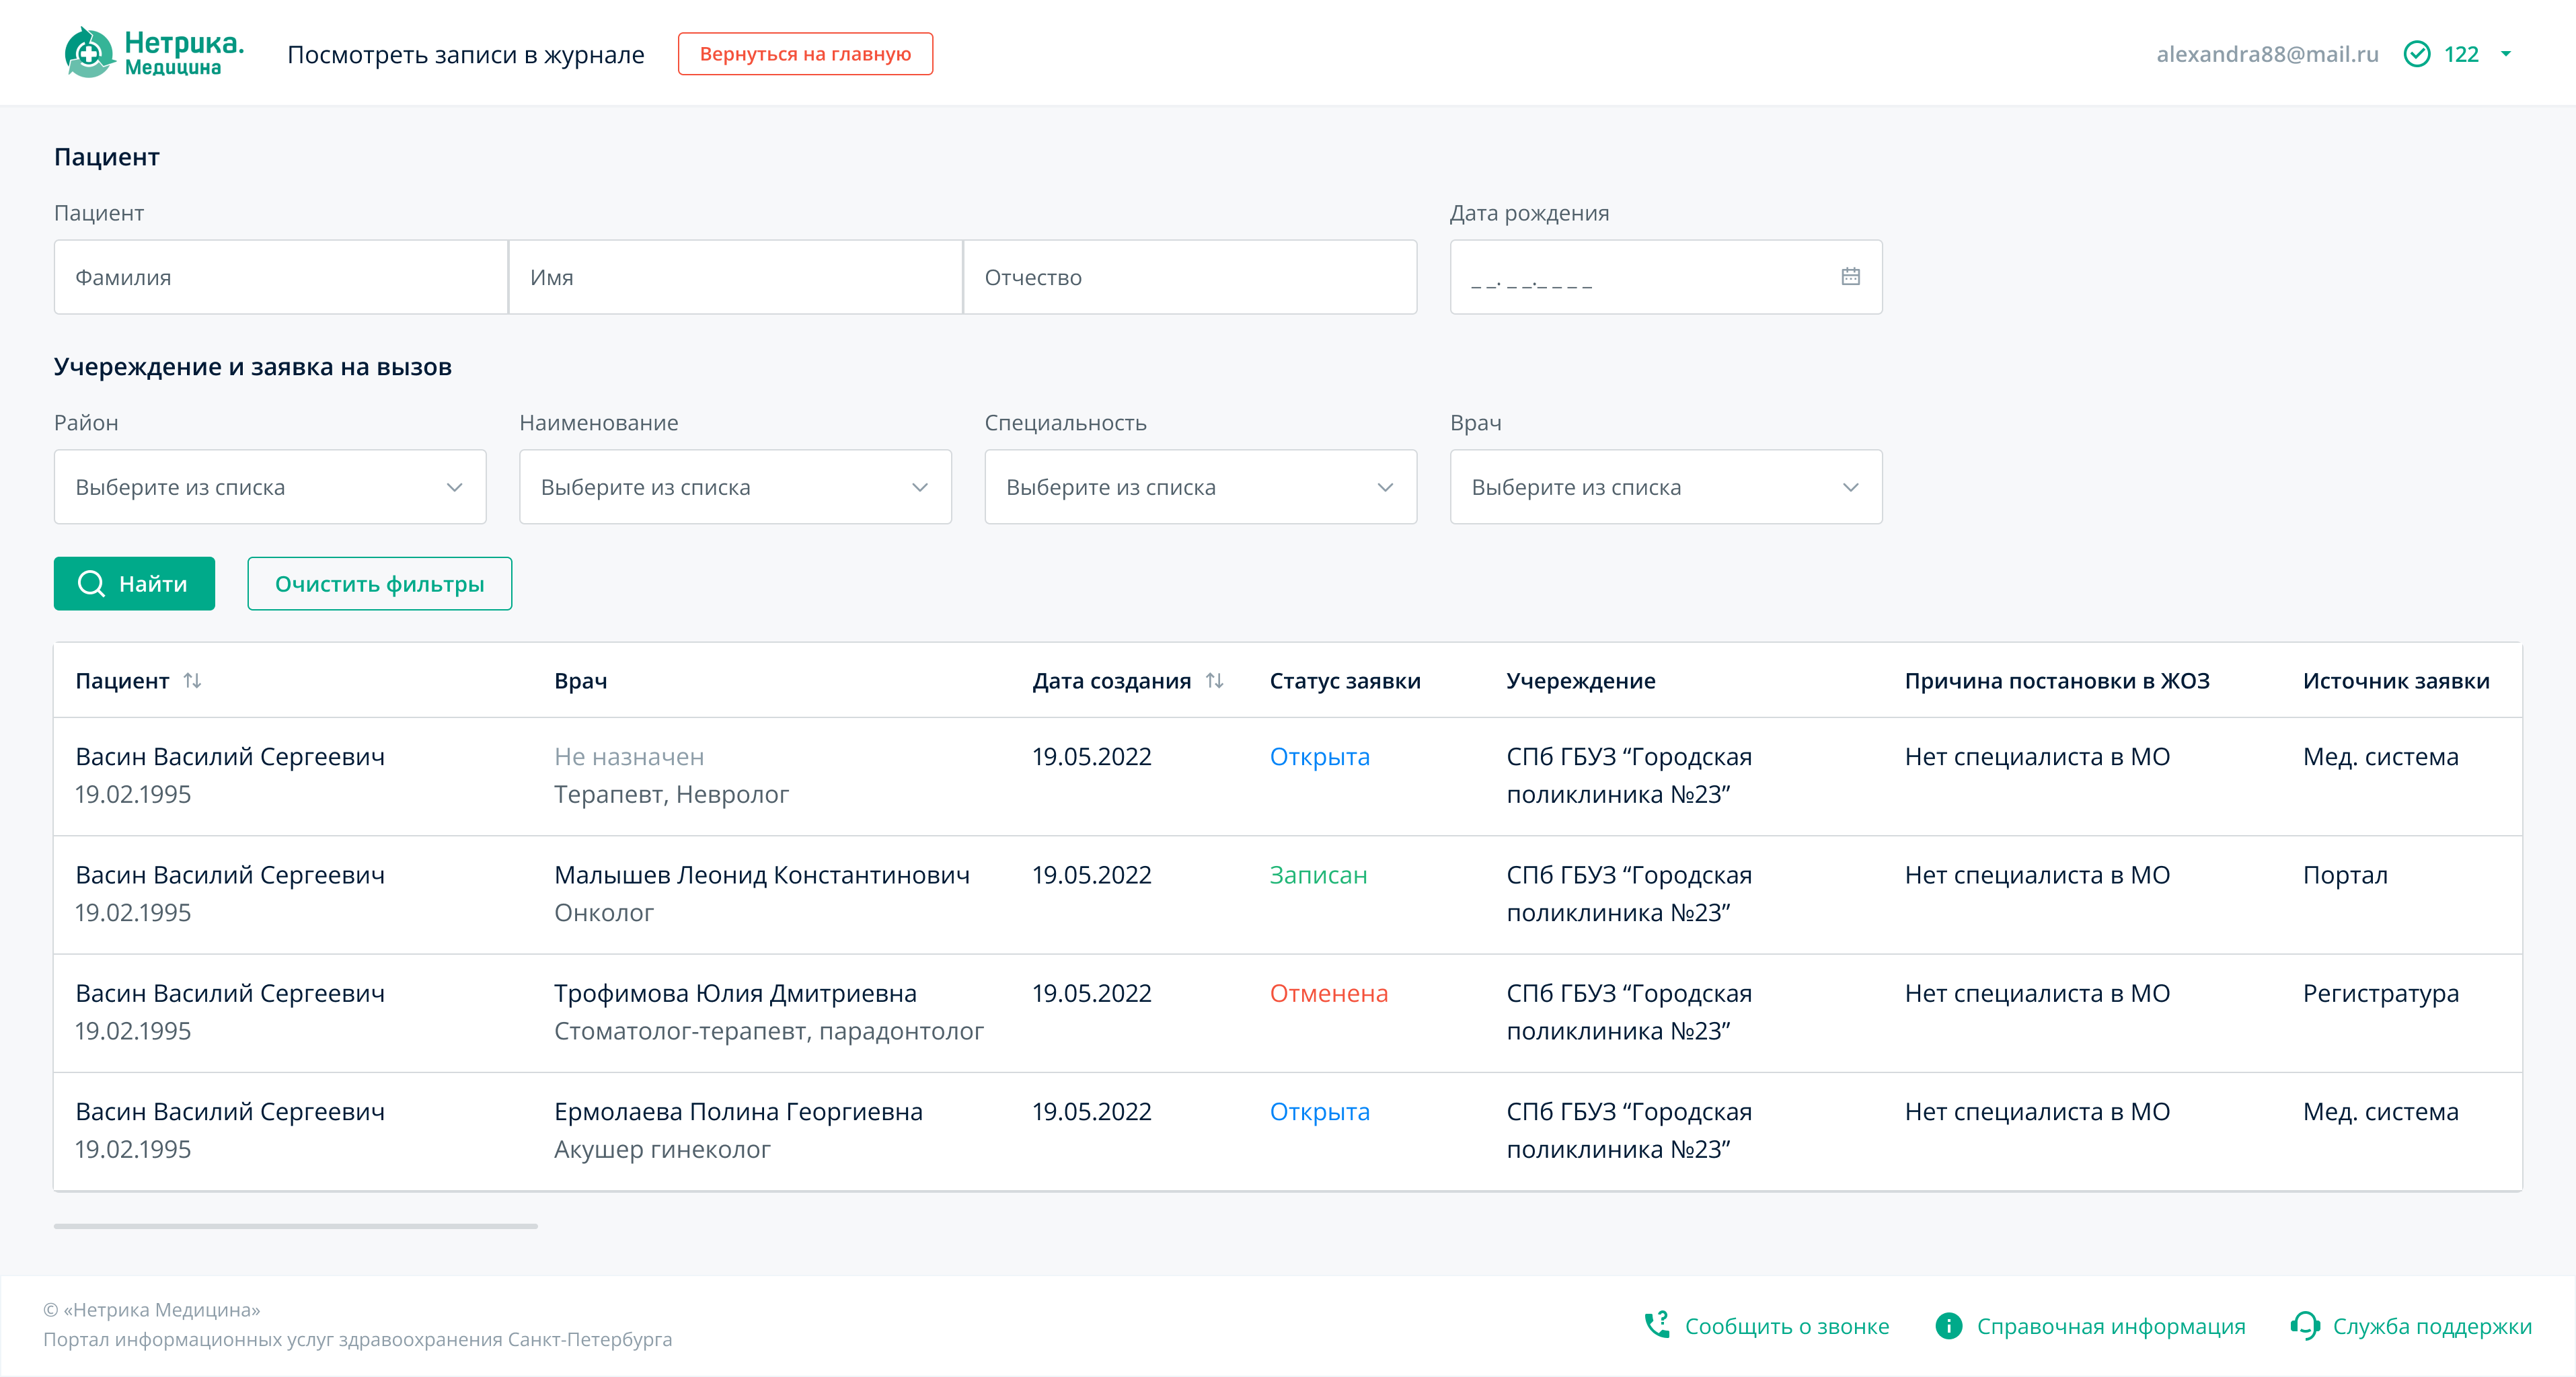 Нетрика.
Медицина
Посмотреть записи в журнале
Вернуться на главную
alexandra88@mail.ru
122
Пациент
Пациент
Дата рождения
Фамилия
Имя
Отчество
_ _. _ _._ _ _ _
Учереждение и заявка на вызов
Район
Наименование
Специальность
Врач
Выберите из списка
Выберите из списка
Выберите из списка
Выберите из списка
Найти
Очистить фильтры
Пациент
Врач
Дата создания
Статус заявки
Учереждение
Причина постановки в ЖОЗ
Источник заявки
Васин Василий Сергеевич
19.02.1995
Не назначен
Терапевт, Невролог
19.05.2022
Открыта
СПб ГБУЗ “Городская
поликлиника №23”
Нет специалиста в МО
Мед. система
Васин Василий Сергеевич
19.02.1995
Малышев Леонид Константинович
Онколог
19.05.2022
Записан
СПб ГБУЗ “Городская
поликлиника №23”
Нет специалиста в МО
Портал
Васин Василий Сергеевич
19.02.1995
Трофимова Юлия Дмитриевна
Стоматолог-терапевт, парадонтолог
19.05.2022
Отменена
СПб ГБУЗ “Городская
поликлиника №23”
Нет специалиста в МО
Регистратура
Васин Василий Сергеевич
19.02.1995
Ермолаева Полина Георгиевна
Акушер гинеколог
19.05.2022
Открыта
СПб ГБУЗ “Городская
поликлиника №23”
Нет специалиста в МО
Мед. система
© «Нетрика Медицина»
Портал информационных услуг здравоохранения Санкт-Петербурга
Сообщить о звонке
Справочная информация
Служба поддержки